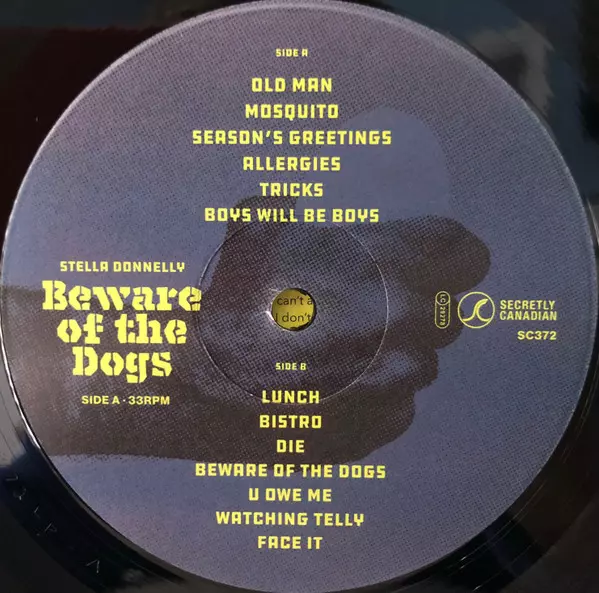 SIDE A
OLD MAN
MOSQUITO
SEASON'S GREETINGS
ALLERGIES
TRICKS
BOYS WILL BE BOYS
STELLA DONNELLY
Beware
of the
Dogs
SIDE A · 33RPM
can't a
I don't
LC 29379
SECRETLY
CANADIAN
SC372
SIDE B
LUNCH
BISTRO
DIE
BEWARE OF THE DOGS
U OWE ME
WATCHING TELLY
FACE IT